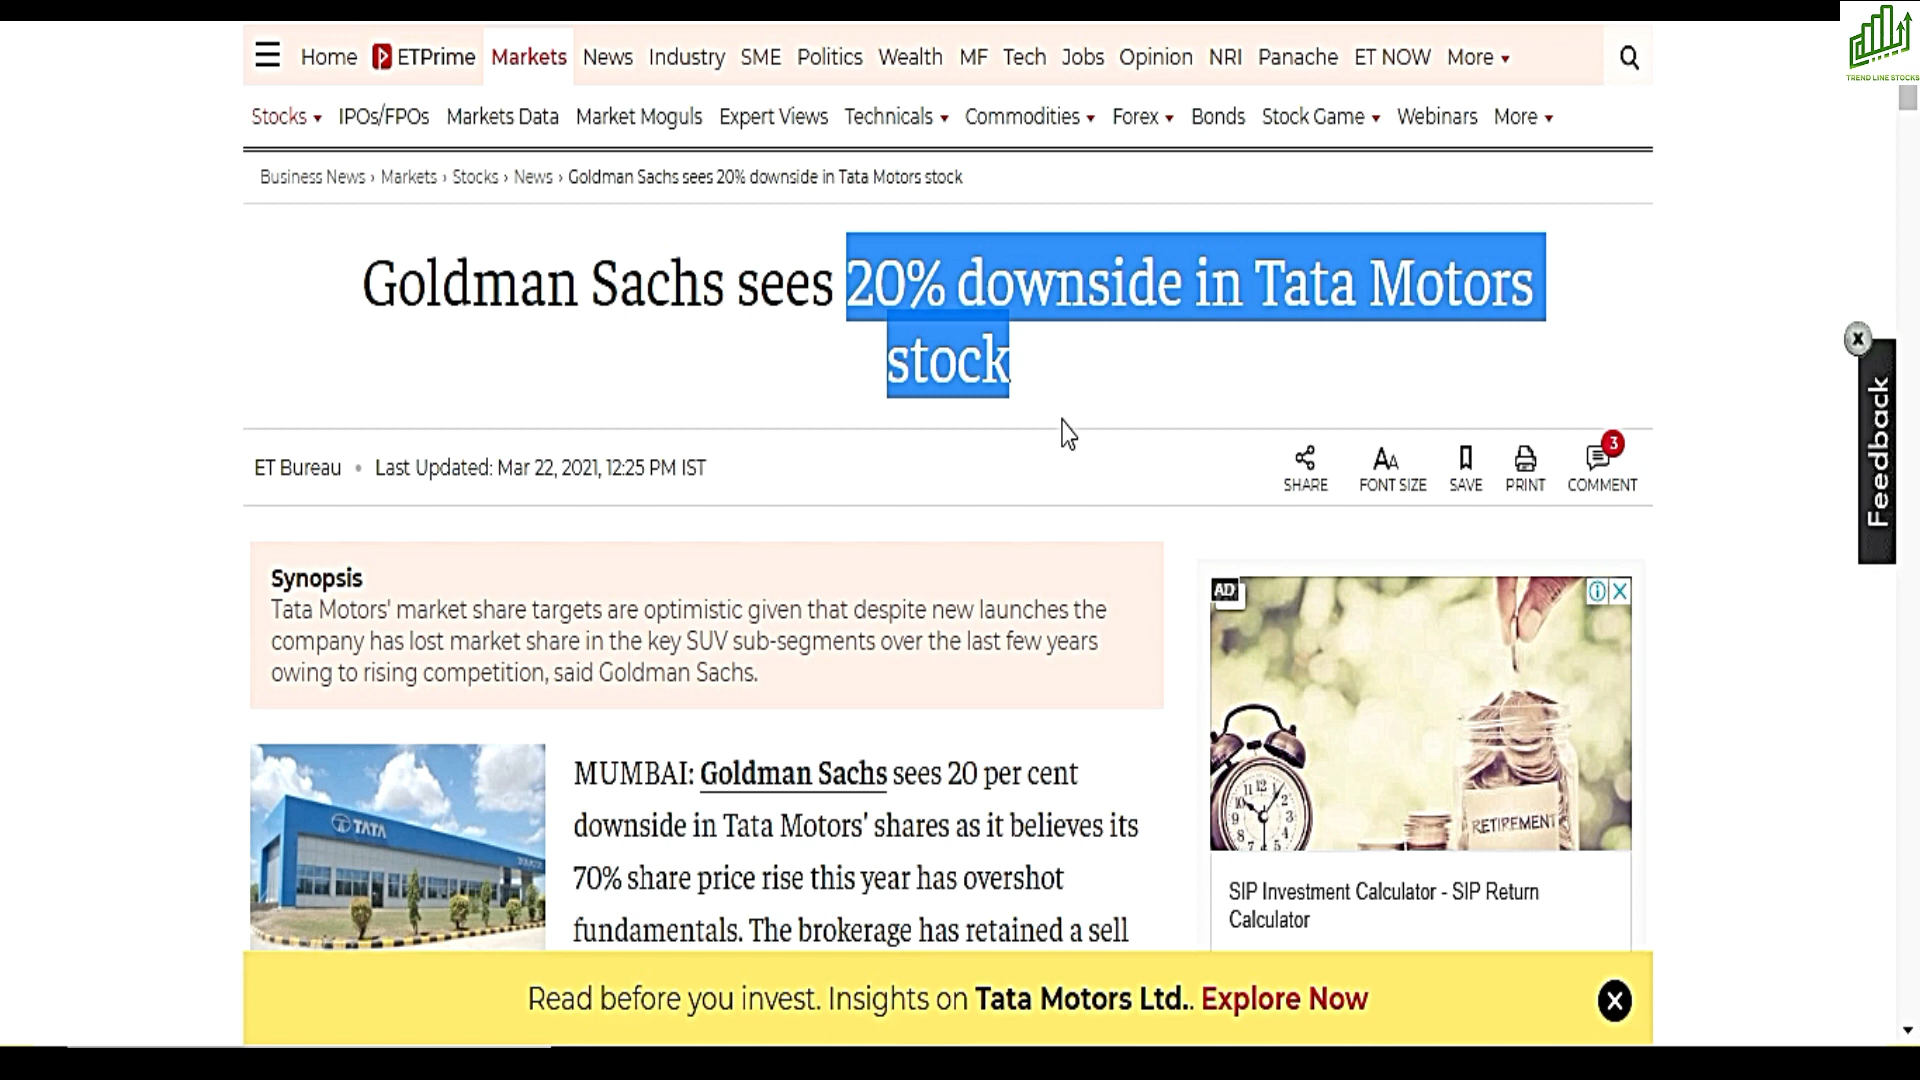 TREND LINE STOCKS
Home ETPrime Markets News Industry SME Politics Wealth MF Tech Jobs Opinion NRI Panache ET NOW More
Stocks IPOs/FPOs Markets Data Market Moguls Expert Views Technicals Commodities Forex Bonds Stock Game Webinars More
Business News › Markets › Stocks › News › Goldman Sachs sees 20% downside in Tata Motors stock
Goldman Sachs sees 20% downside in Tata Motors
stock
ET Bureau • Last Updated: Mar 22, 2021, 12:25 PM IST
3
SHARE FONT SIZE SAVE PRINT COMMENT
Feedback
Synopsis
Tata Motors' market share targets are optimistic given that despite new launches the
company has lost market share in the key SUV sub-segments over the last few years
owing to rising competition, said Goldman Sachs.
AD
RETIREMENT
TATA
MUMBAI: Goldman Sachs sees 20 per cent
downside in Tata Motors' shares as it believes its
70% share price rise this year has overshot
fundamentals. The brokerage has retained a sell
SIP Investment Calculator - SIP Return
Calculator
Read before you invest. Insights on Tata Motors Ltd.. Explore Now